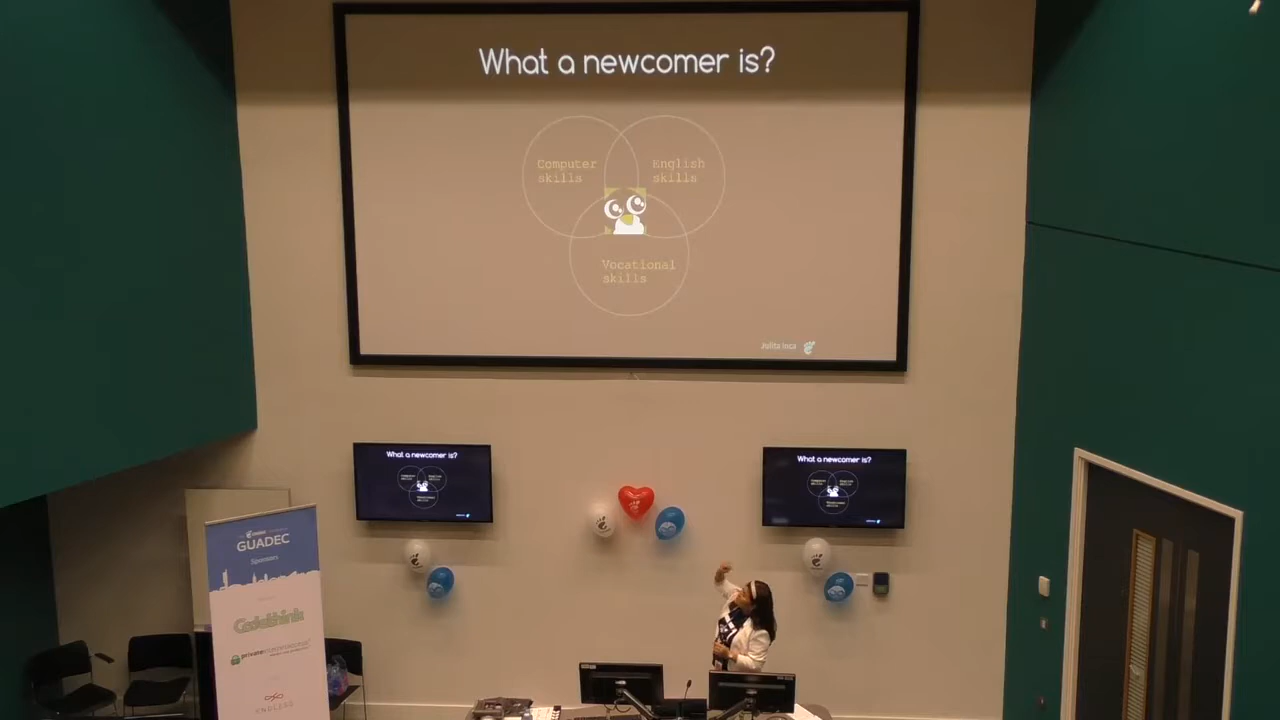 What a newcomer is?
Computer
skills
English
skills
Vocational
skills
Julita Inca
What a newcomer is?
What a newcomer is?
GUADEC
Sponsors
Codethink
privateinternetaccess
ENDLESS